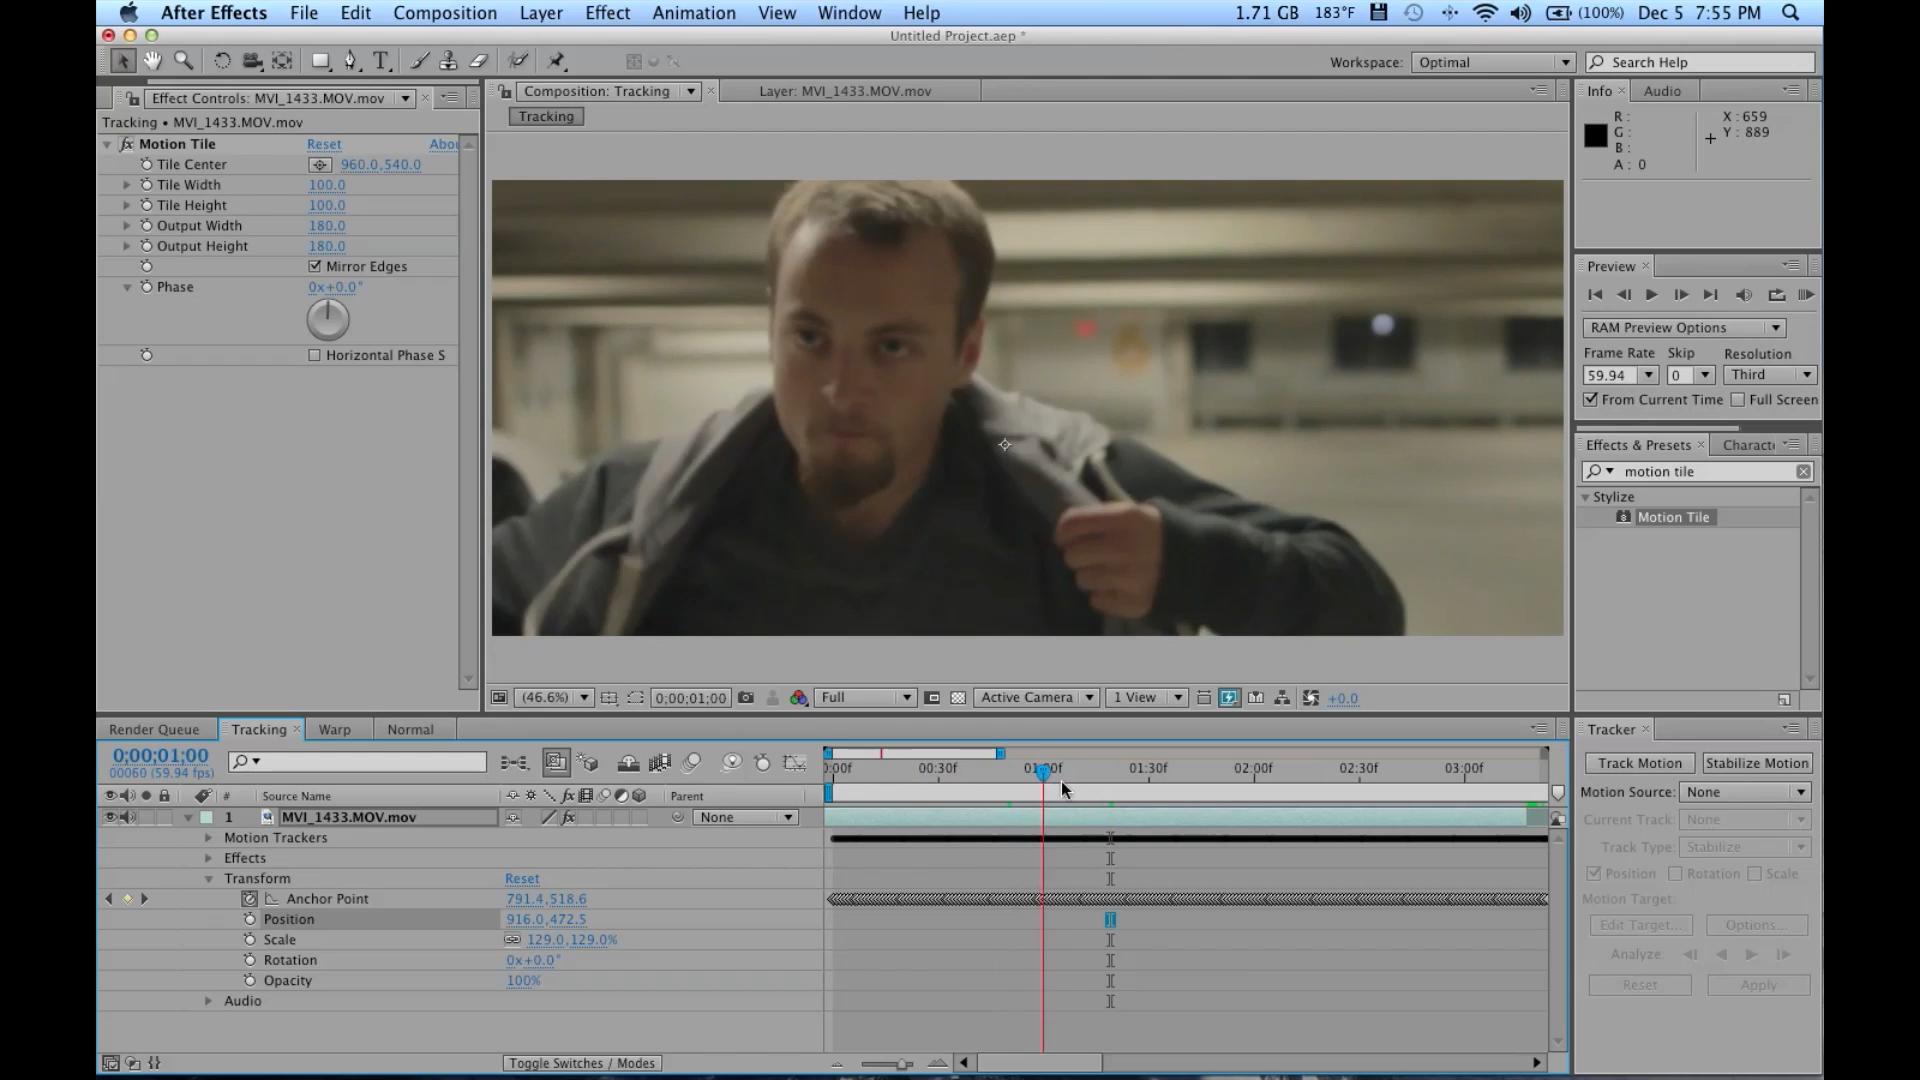 After Effects File Edit Composition Layer Effect Animation View Window Help 1.71 GB 183°F (100%) Dec 5 7:55 PM
Untitled Project.aep *
Workspace: Optimal Search Help
Effect Controls: MVI_1433.MOV.mov
Tracking • MVI_1433.MOV.mov
fx Motion Tile Reset Abou
Tile Center 960.0,540.0
Tile Width 100.0
Tile Height 100.0
Output Width 180.0
Output Height 180.0
Mirror Edges
Phase 0x+0.0°
Horizontal Phase S
Composition: Tracking Layer: MVI_1433.MOV.mov
Tracking
(46.6%) 0;00;01;00 Full Active Camera 1 View +0.0
Info Audio
R : X : 659
G : Y : 889
B :
A : 0
Preview
RAM Preview Options
Frame Rate Skip Resolution
59.94 0 Third
From Current Time Full Screen
Effects & Presets Charact
motion tile
Stylize
Motion Tile
Render Queue Tracking Warp Normal
0;00;01;00
00060 (59.94 fps)
):00f 00:30f 01:00f 01:30f 02:00f 02:30f 03:00f
# Source Name fx Parent
1 MVI_1433.MOV.mov fx None
Motion Trackers
Effects
Transform Reset
Anchor Point 791.4,518.6
Position 916.0,472.5
Scale 129.0,129.0%
Rotation 0x+0.0°
Opacity 100%
Audio
Toggle Switches / Modes
Tracker
Track Motion Stabilize Motion
Motion Source: None
Current Track: None
Track Type: Stabilize
Position Rotation Scale
Motion Target:
Edit Target... Options...
Analyze:
Reset Apply